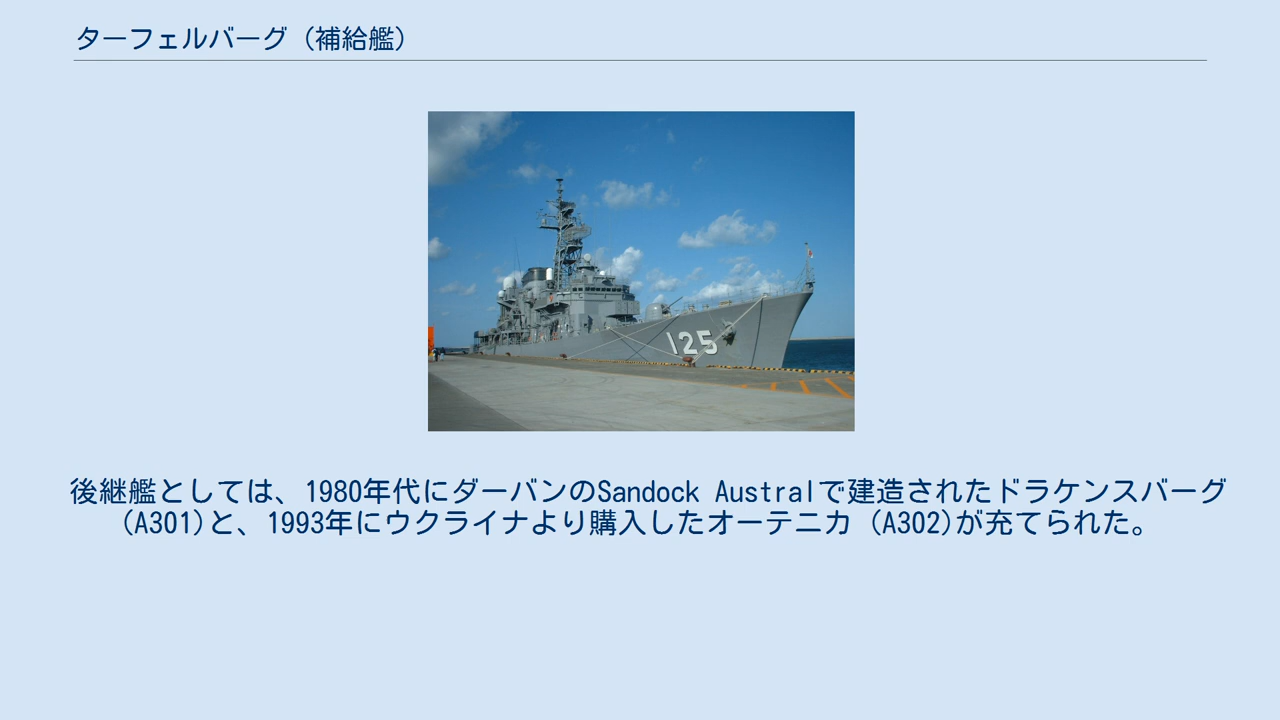 ターフェルバーグ (補給艦)
125
後継艦としては、1980年代にダーバンのSandock Australで建造されたドラケンスバーグ
(A301)と、1993年にウクライナより購入したオーテニカ (A302)が充てられた。